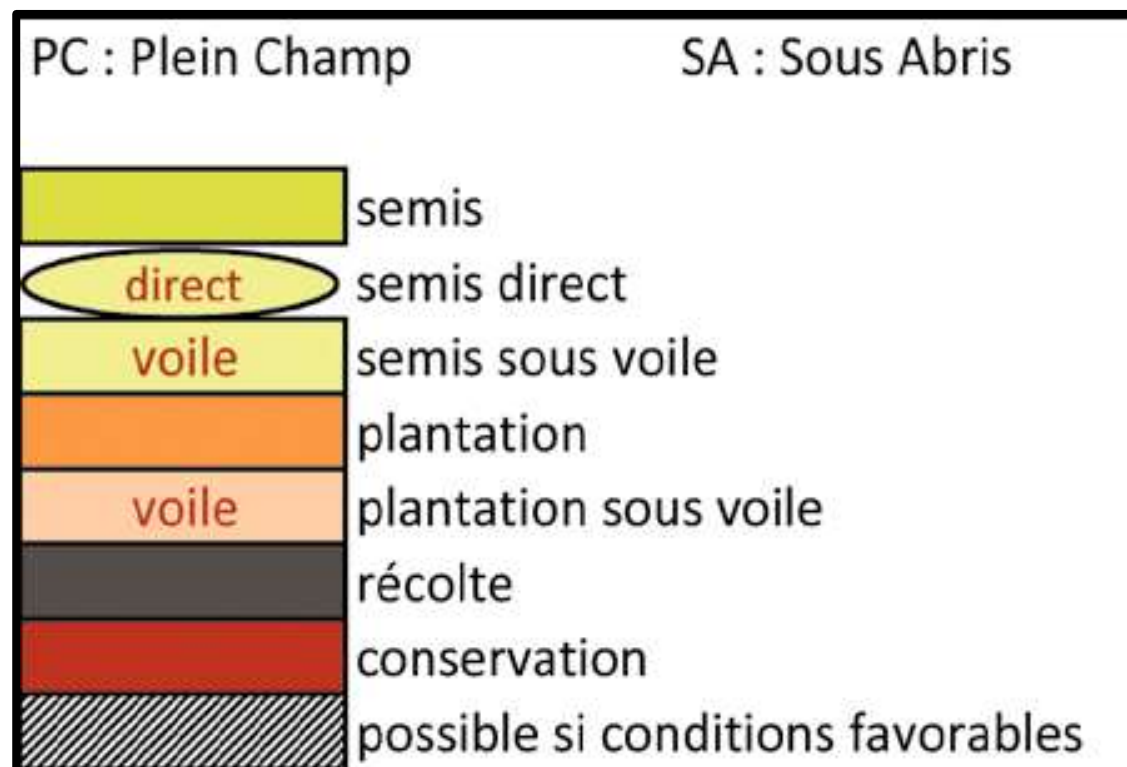 PC : Plein Champ SA : Sous Abris
semis
direct semis direct
voile semis sous voile
plantation
voile plantation sous voile
récolte
conservation
possible si conditions favorables